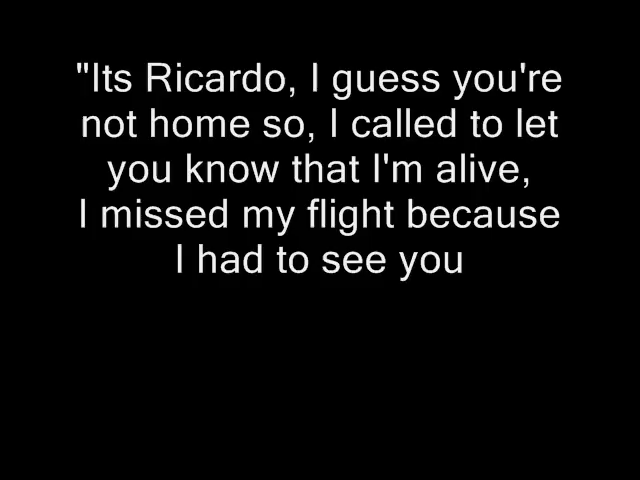 "Its Ricardo, I guess you're
not home so, I called to let
you know that I'm alive,
I missed my flight because
I had to see you